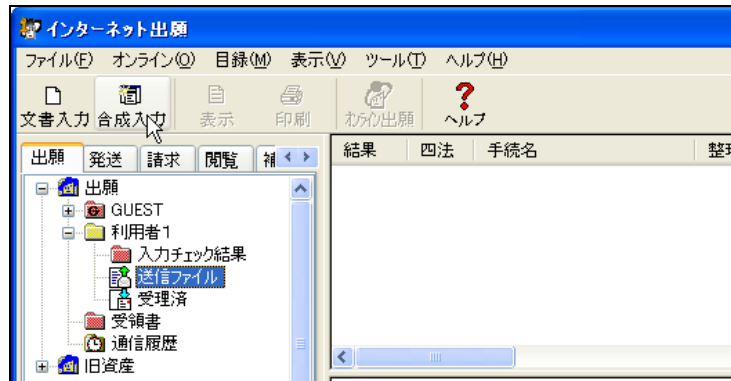 インターネット出願
ファイル(F) オンライン(O) 目録(M) 表示(V) ツール(T) ヘルプ(H)
文書入力 合成入力 表示 印刷 オンライン出願 ヘルプ
出願 発送 請求 閲覧 補
結果 四法 手続名 整理
出願
GUEST
利用者1
入力チェック結果
送信ファイル
受理済
受領書
通信履歴
旧資産